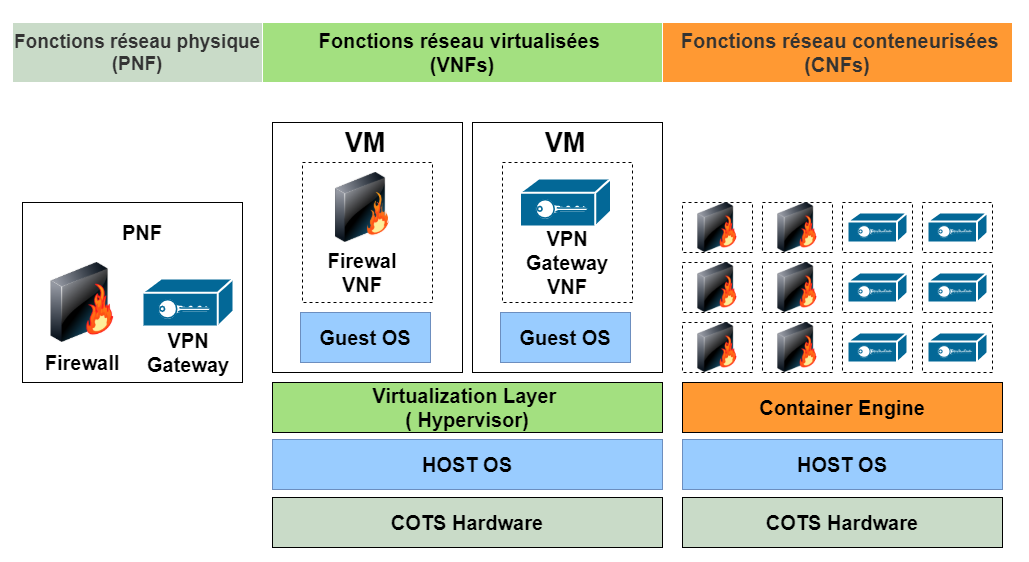 Fonctions réseau physique
(PNF)
Fonctions réseau virtualisées
(VNFs)
Fonctions réseau conteneurisées
(CNFs)
PNF
Firewall
VPN
Gateway
VM
Firewal
VNF
Guest OS
VM
VPN
Gateway
VNF
Guest OS
Virtualization Layer
( Hypervisor)
HOST OS
COTS Hardware
Container Engine
HOST OS
COTS Hardware